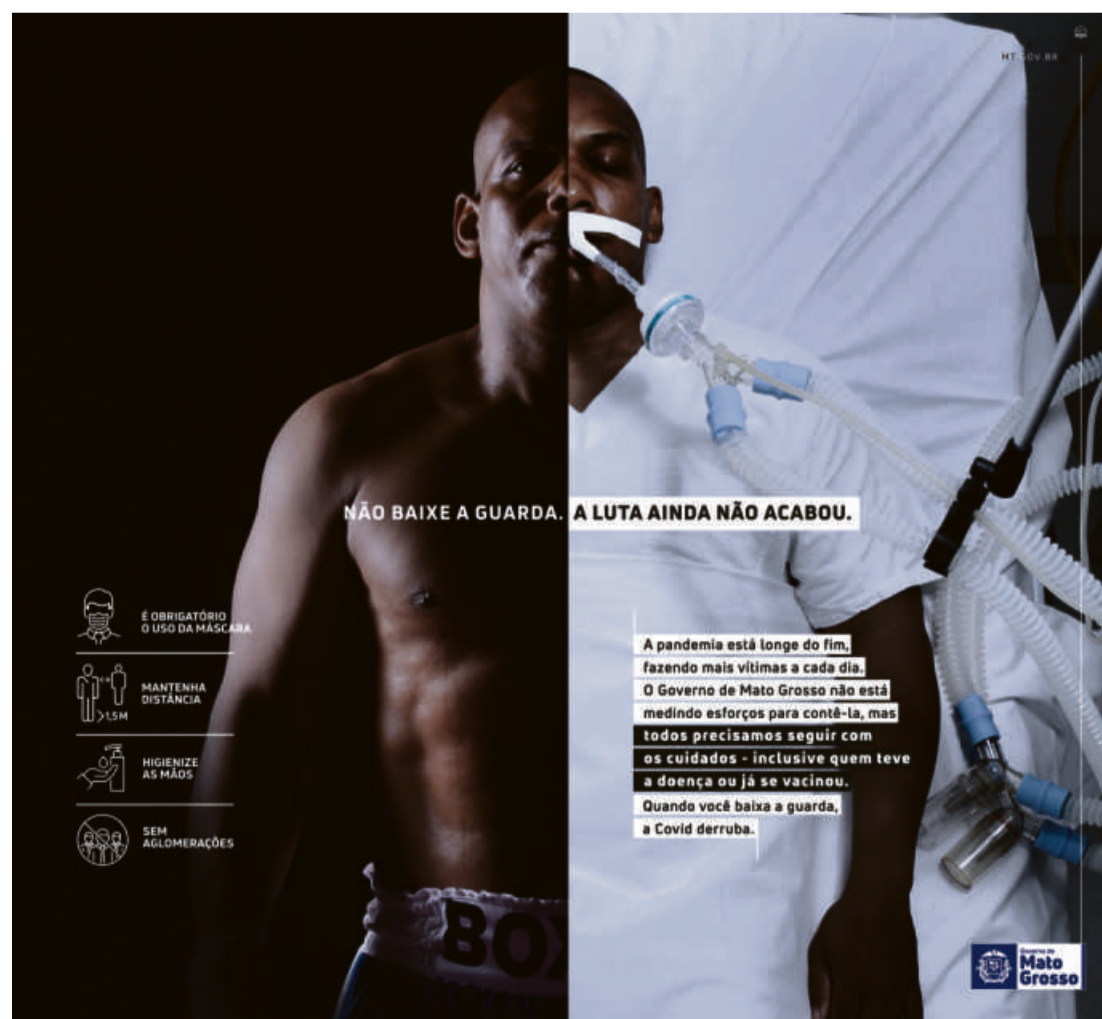 MT.GOV.BR
NÃO BAIXE A GUARDA. A LUTA AINDA NÃO ACABOU.
É OBRIGATÓRIO
O USO DA MÁSCARA
MANTENHA
DISTÂNCIA
>1,5M
HIGIENIZE
AS MÃOS
SEM
AGLOMERAÇÕES
A pandemia está longe do fim,
fazendo mais vítimas a cada dia.
O Governo de Mato Grosso não está
medindo esforços para contê-la, mas
todos precisamos seguir com
os cuidados - inclusive quem teve
a doença ou já se vacinou.
Quando você baixa a guarda,
a Covid derruba.
BOX
Governo de
Mato
Grosso